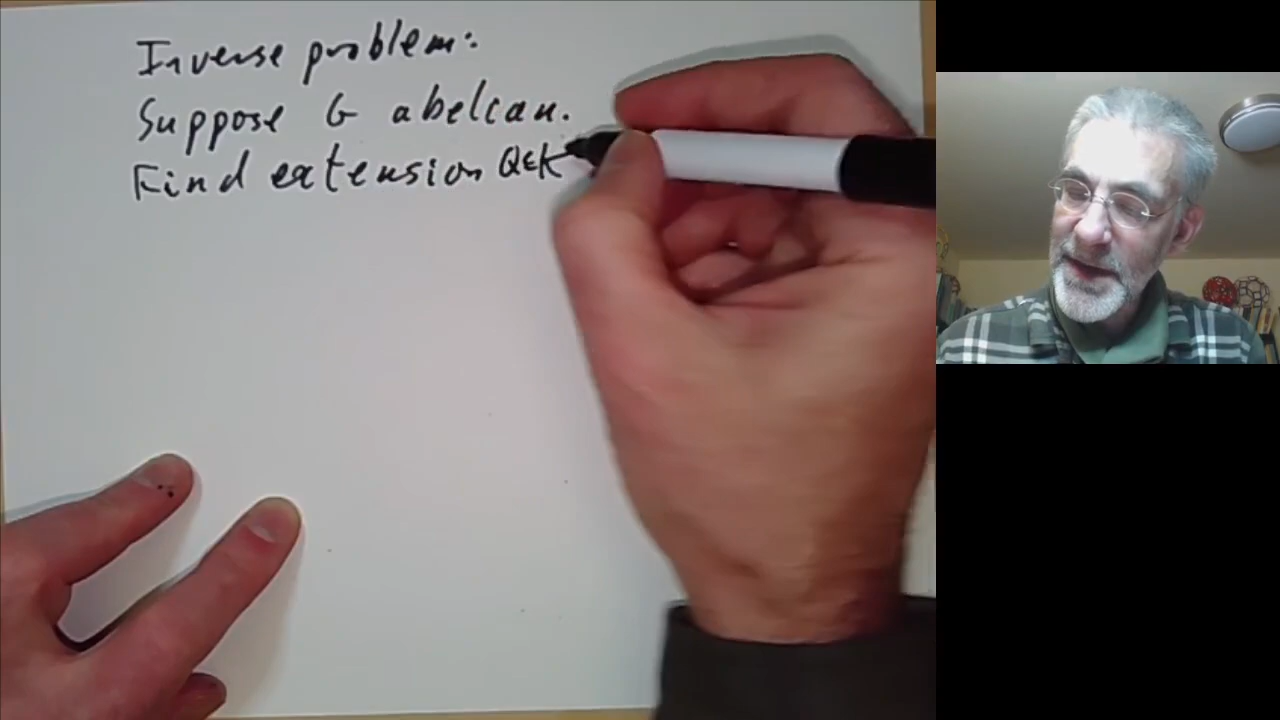 Inverse problem:
Suppose G abelian.
Find extension Q⊆K